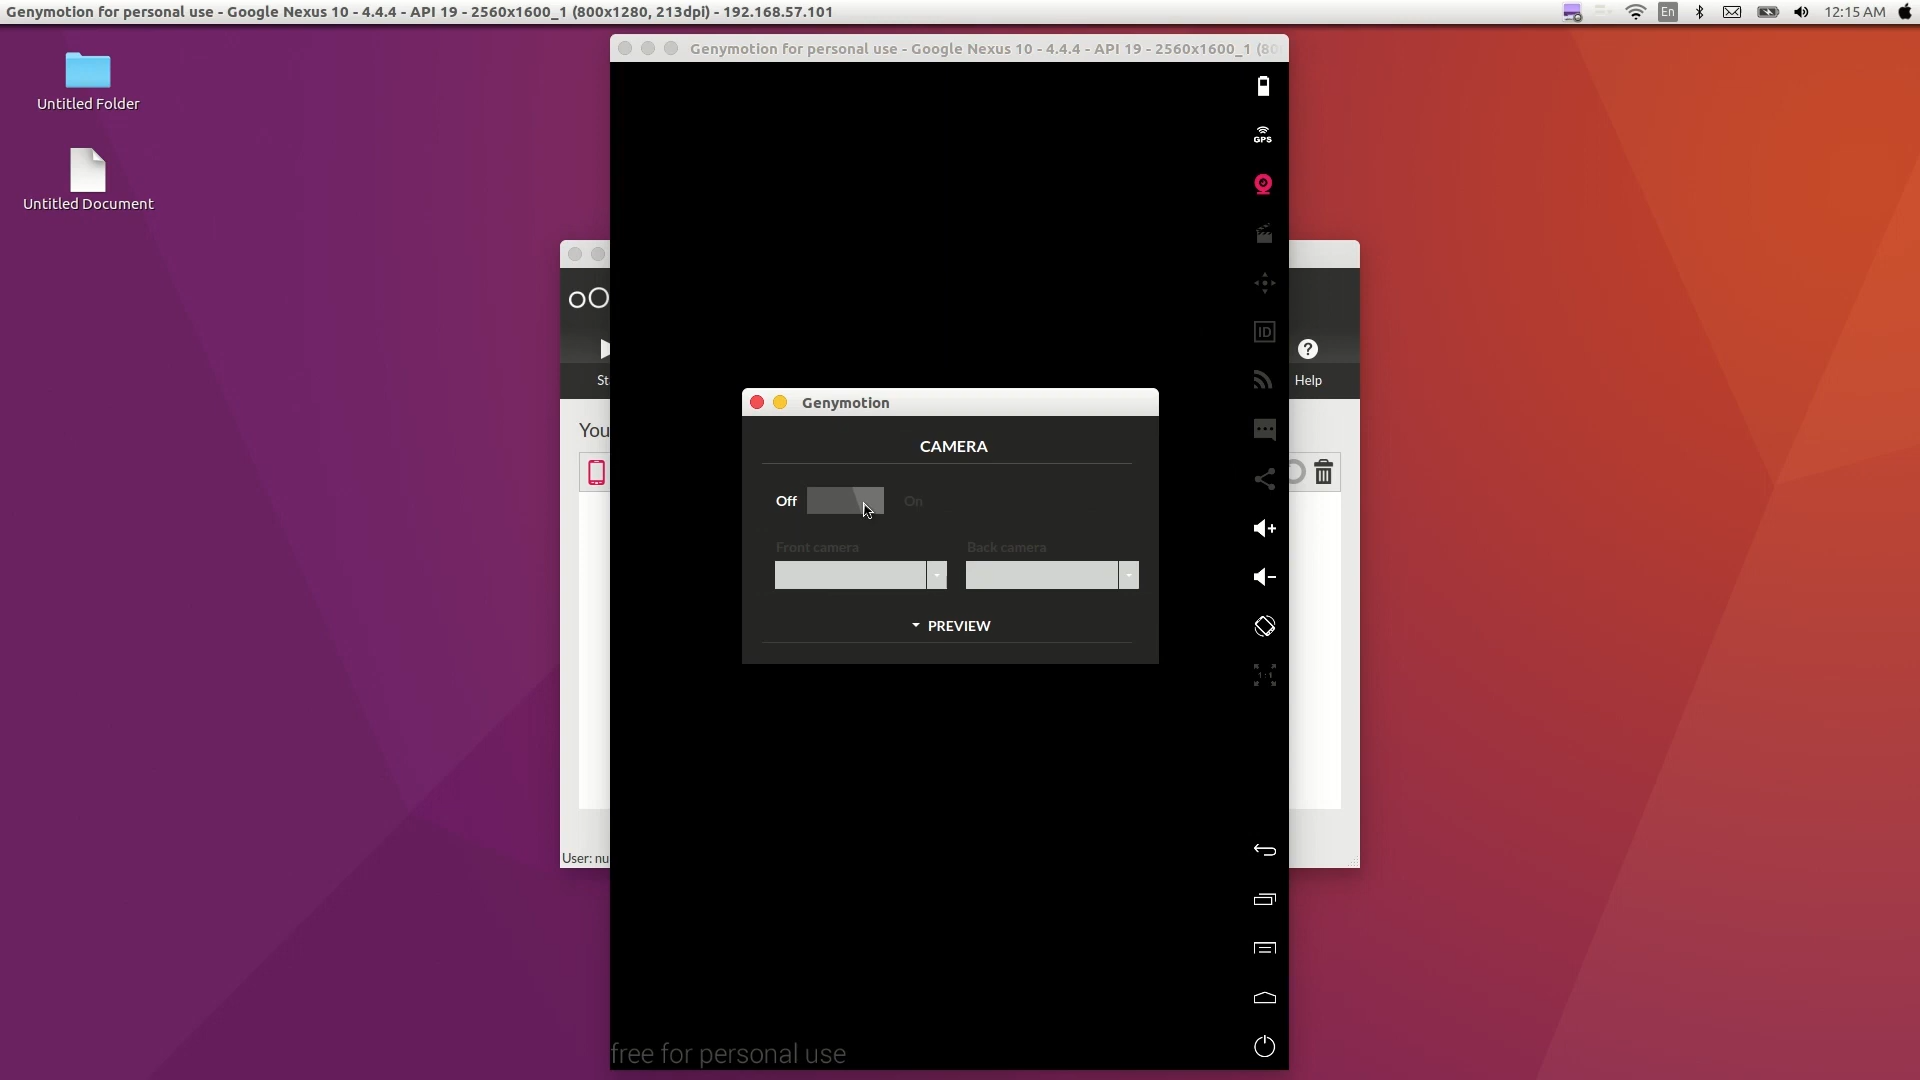 Genymotion for personal use - Google Nexus 10 - 4.4.4 - API 19 - 2560x1600_1 (800x1280, 213dpi) - 192.168.57.101
En
12:15 AM
Untitled Folder
Untitled Document
Genymotion for personal use - Google Nexus 10 - 4.4.4 - API 19 - 2560x1600_1 (80
GPS
ID
Help
Genymotion
CAMERA
Off
On
Front camera
Back camera
PREVIEW
1:1
You
User: nu
free for personal use